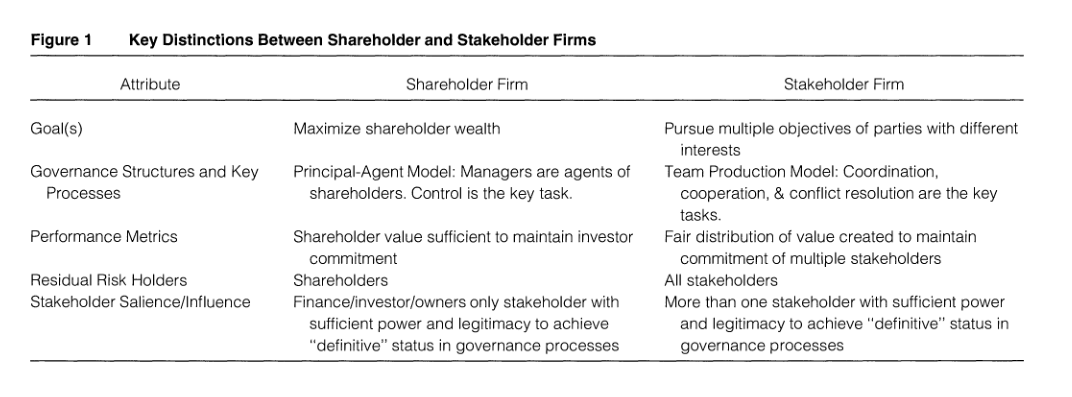 Figure 1 Key Distinctions Between Shareholder and Stakeholder Firms
Attribute Shareholder Firm Stakeholder Firm
Goal(s) Maximize shareholder wealth Pursue multiple objectives of parties with different
interests
Governance Structures and Key Principal-Agent Model: Managers are agents of Team Production Model: Coordination,
Processes shareholders. Control is the key task. cooperation, & conflict resolution are the key
tasks.
Performance Metrics Shareholder value sufficient to maintain investor Fair distribution of value created to maintain
commitment commitment of multiple stakeholders
Residual Risk Holders Shareholders All stakeholders
Stakeholder Salience/Influence Finance/investor/owners only stakeholder with More than one stakeholder with sufficient power
sufficient power and legitimacy to achieve and legitimacy to achieve “definitive” status in
“definitive” status in governance processes governance processes